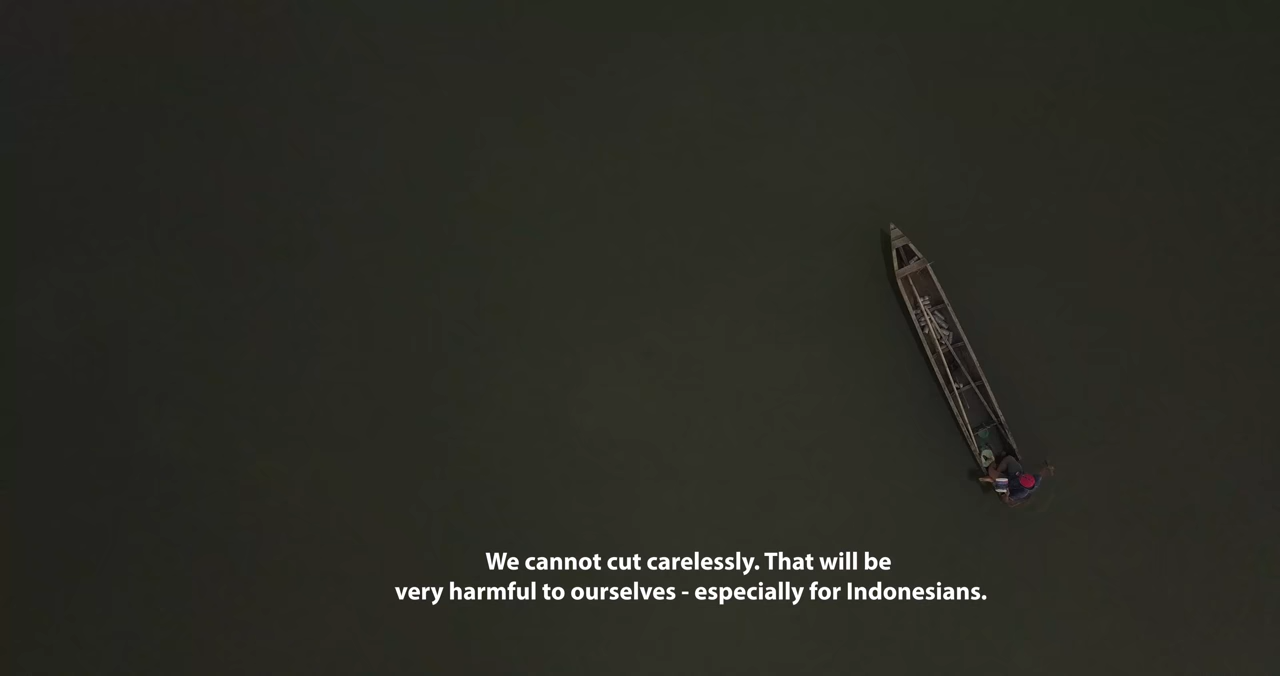 We cannot cut carelessly. That will be
very harmful to ourselves - especially for Indonesians.